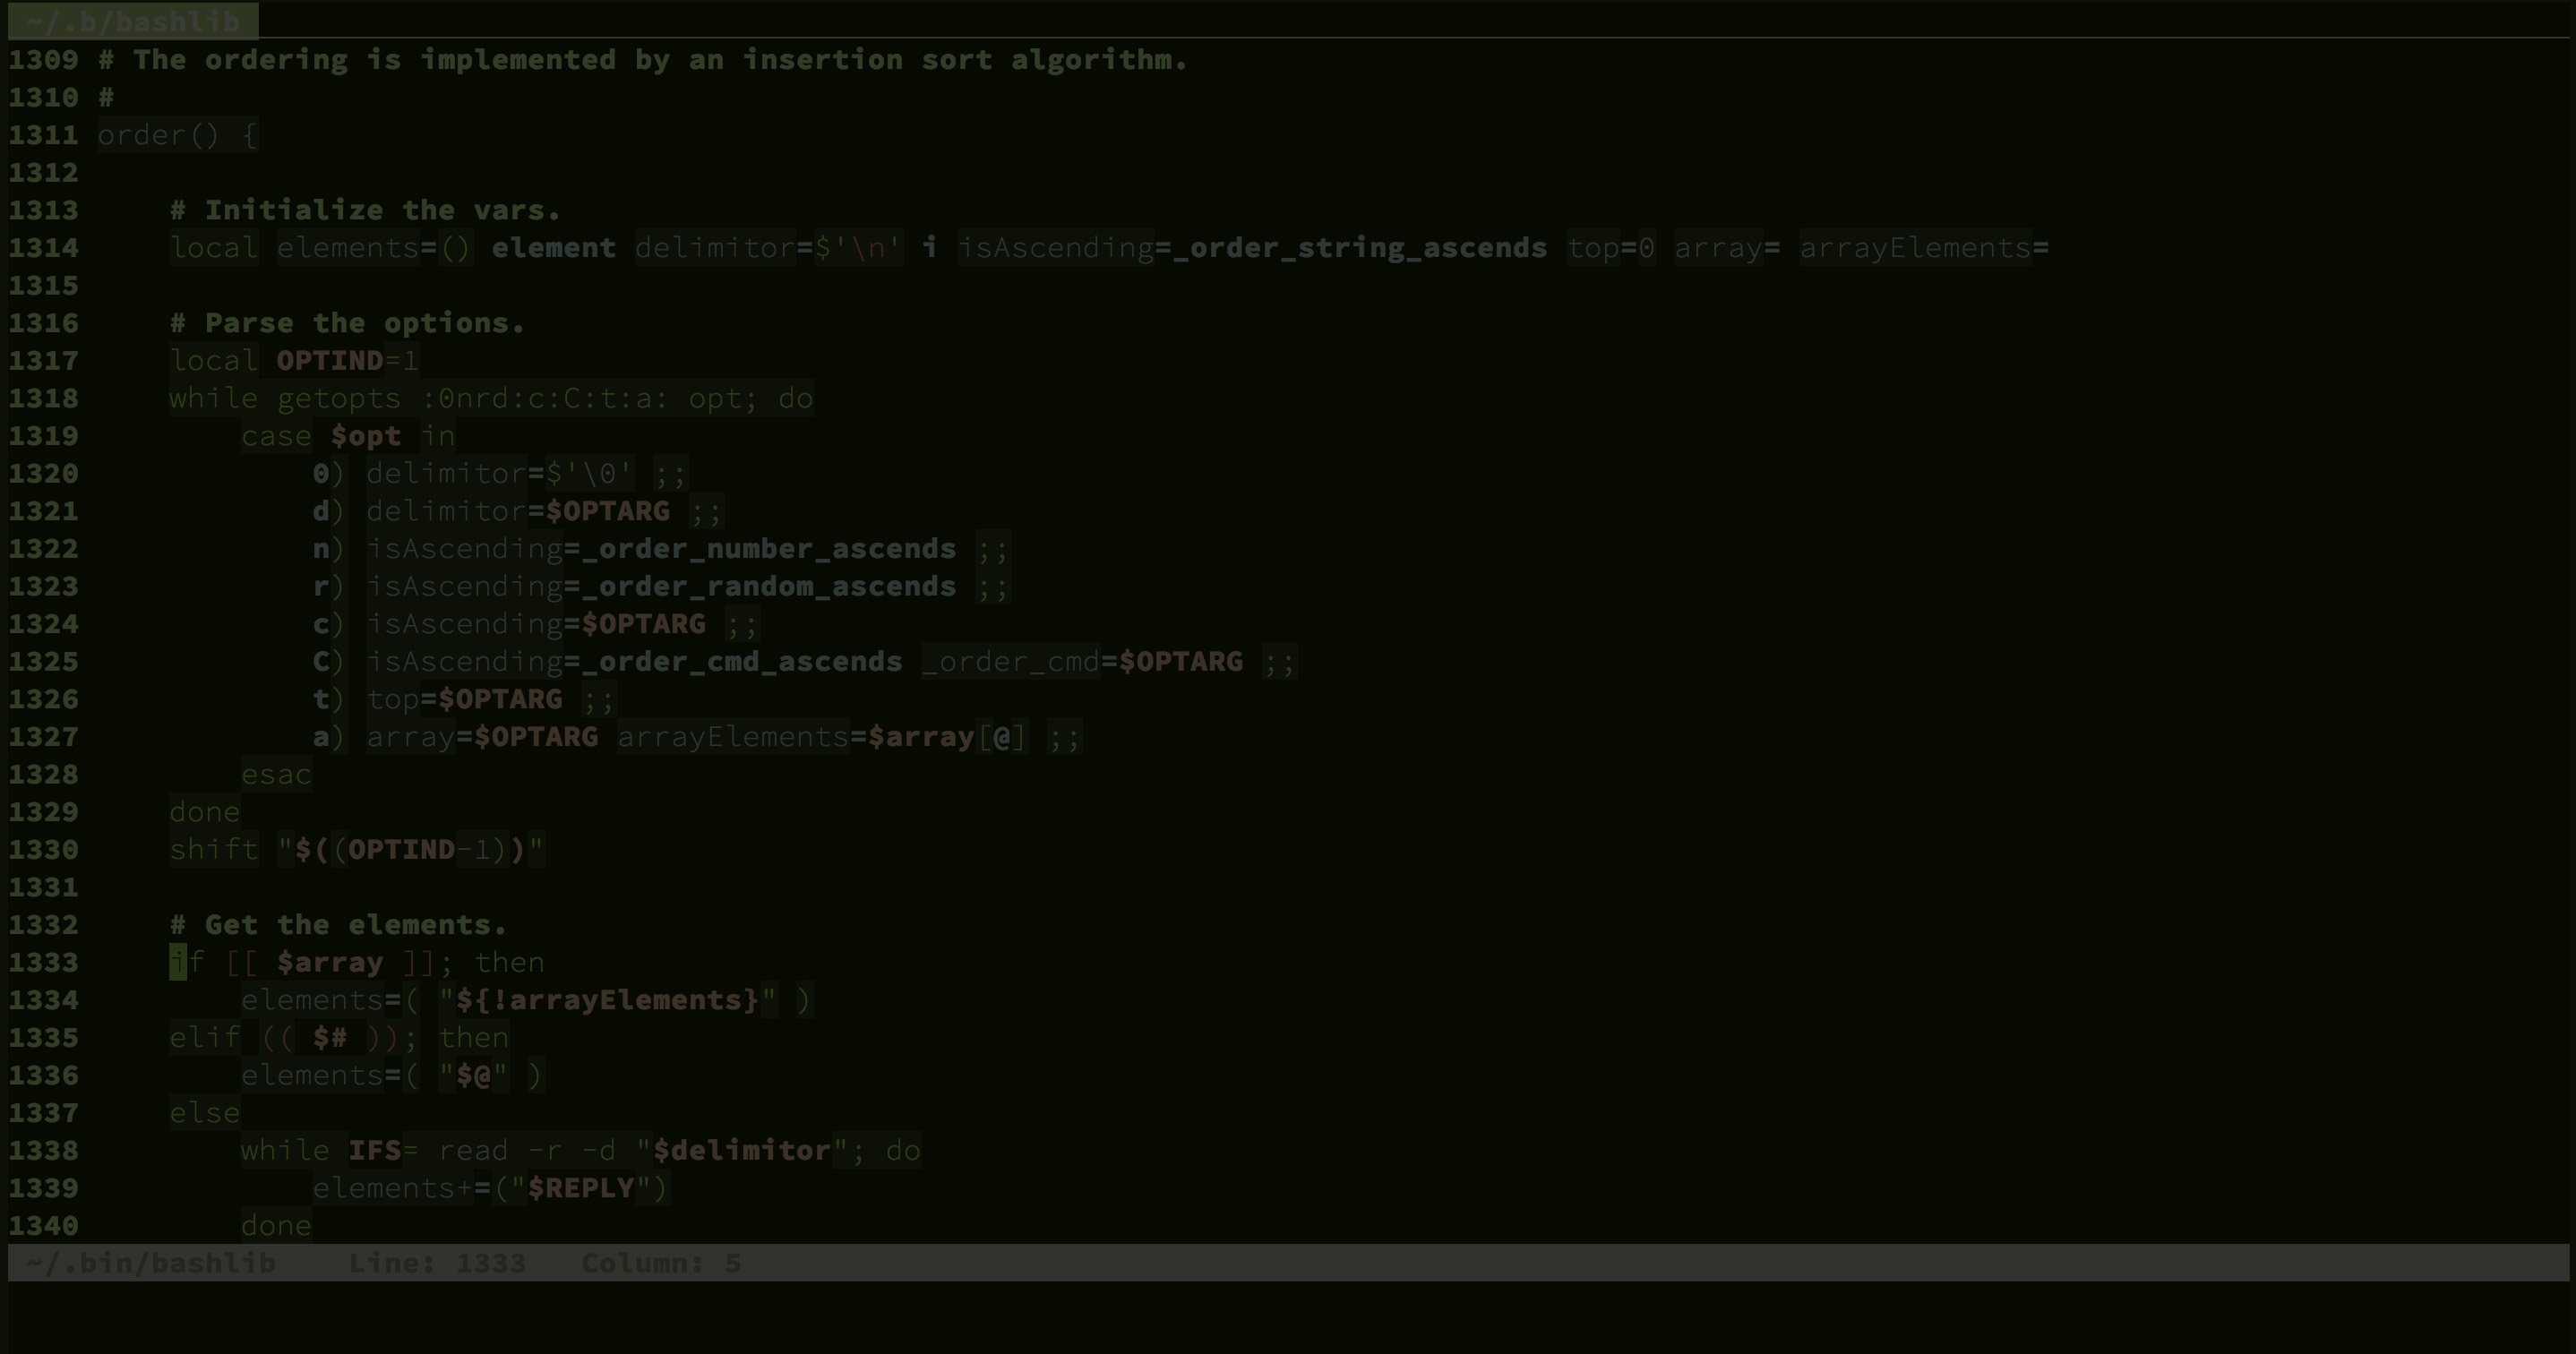 ~/.b/bashlib
1309 # The ordering is implemented by an insertion sort algorithm.
1310 #
1311 order() {
1312
1313     # Initialize the vars.
1314     local elements=() element delimitor=$'\n' i isAscending=_order_string_ascends top=0 array= arrayElements=
1315
1316     # Parse the options.
1317     local OPTIND=1
1318     while getopts :0nrd:c:C:t:a: opt; do
1319         case $opt in
1320             0) delimitor=$'\0' ;;
1321             d) delimitor=$OPTARG ;;
1322             n) isAscending=_order_number_ascends ;;
1323             r) isAscending=_order_random_ascends ;;
1324             c) isAscending=$OPTARG ;;
1325             C) isAscending=_order_cmd_ascends _order_cmd=$OPTARG ;;
1326             t) top=$OPTARG ;;
1327             a) array=$OPTARG arrayElements=$array[@] ;;
1328         esac
1329     done
1330     shift "$((OPTIND-1))"
1331
1332     # Get the elements.
1333     if [[ $array ]]; then
1334         elements=( "${!arrayElements}" )
1335     elif (( $# )); then
1336         elements=( "$@" )
1337     else
1338         while IFS= read -r -d "$delimitor"; do
1339             elements+=("$REPLY")
1340         done
~/.bin/bashlib    Line: 1333   Column: 5